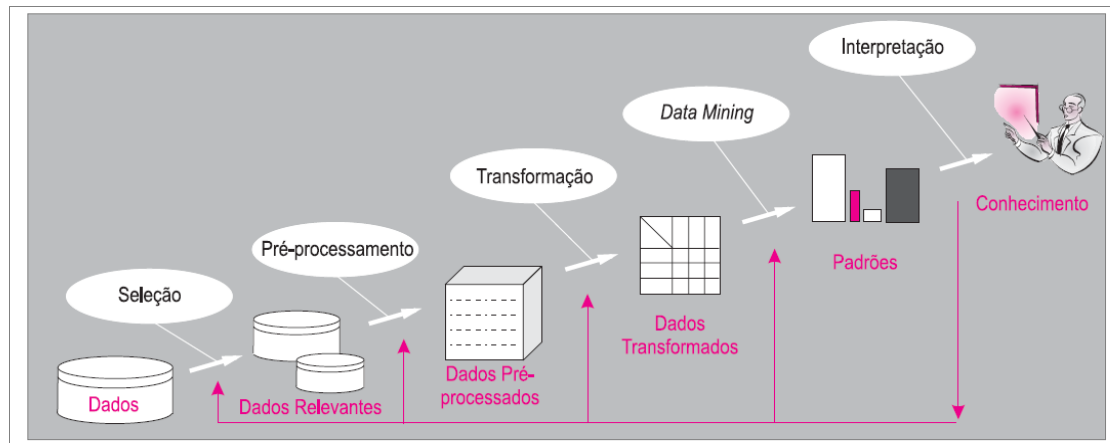 Interpretação
Data Mining
Transformação
Pré-processamento
Seleção
Conhecimento
Padrões
Dados
Transformados
Dados Pré-
processados
Dados Relevantes
Dados